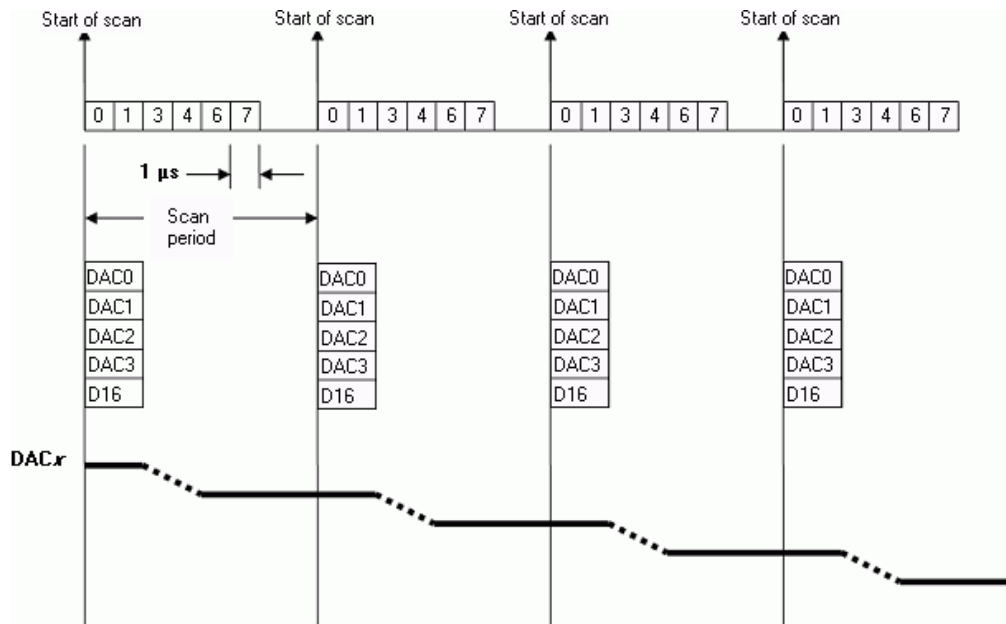 Start of scan Start of scan Start of scan Start of scan
0 1 3 4 6 7 0 1 3 4 6 7 0 1 3 4 6 7 0 1 3 4 6 7
1 µs
Scan
period
DAC0 DAC0 DAC0 DAC0
DAC1 DAC1 DAC1 DAC1
DAC2 DAC2 DAC2 DAC2
DAC3 DAC3 DAC3 DAC3
D16 D16 D16 D16
DACx